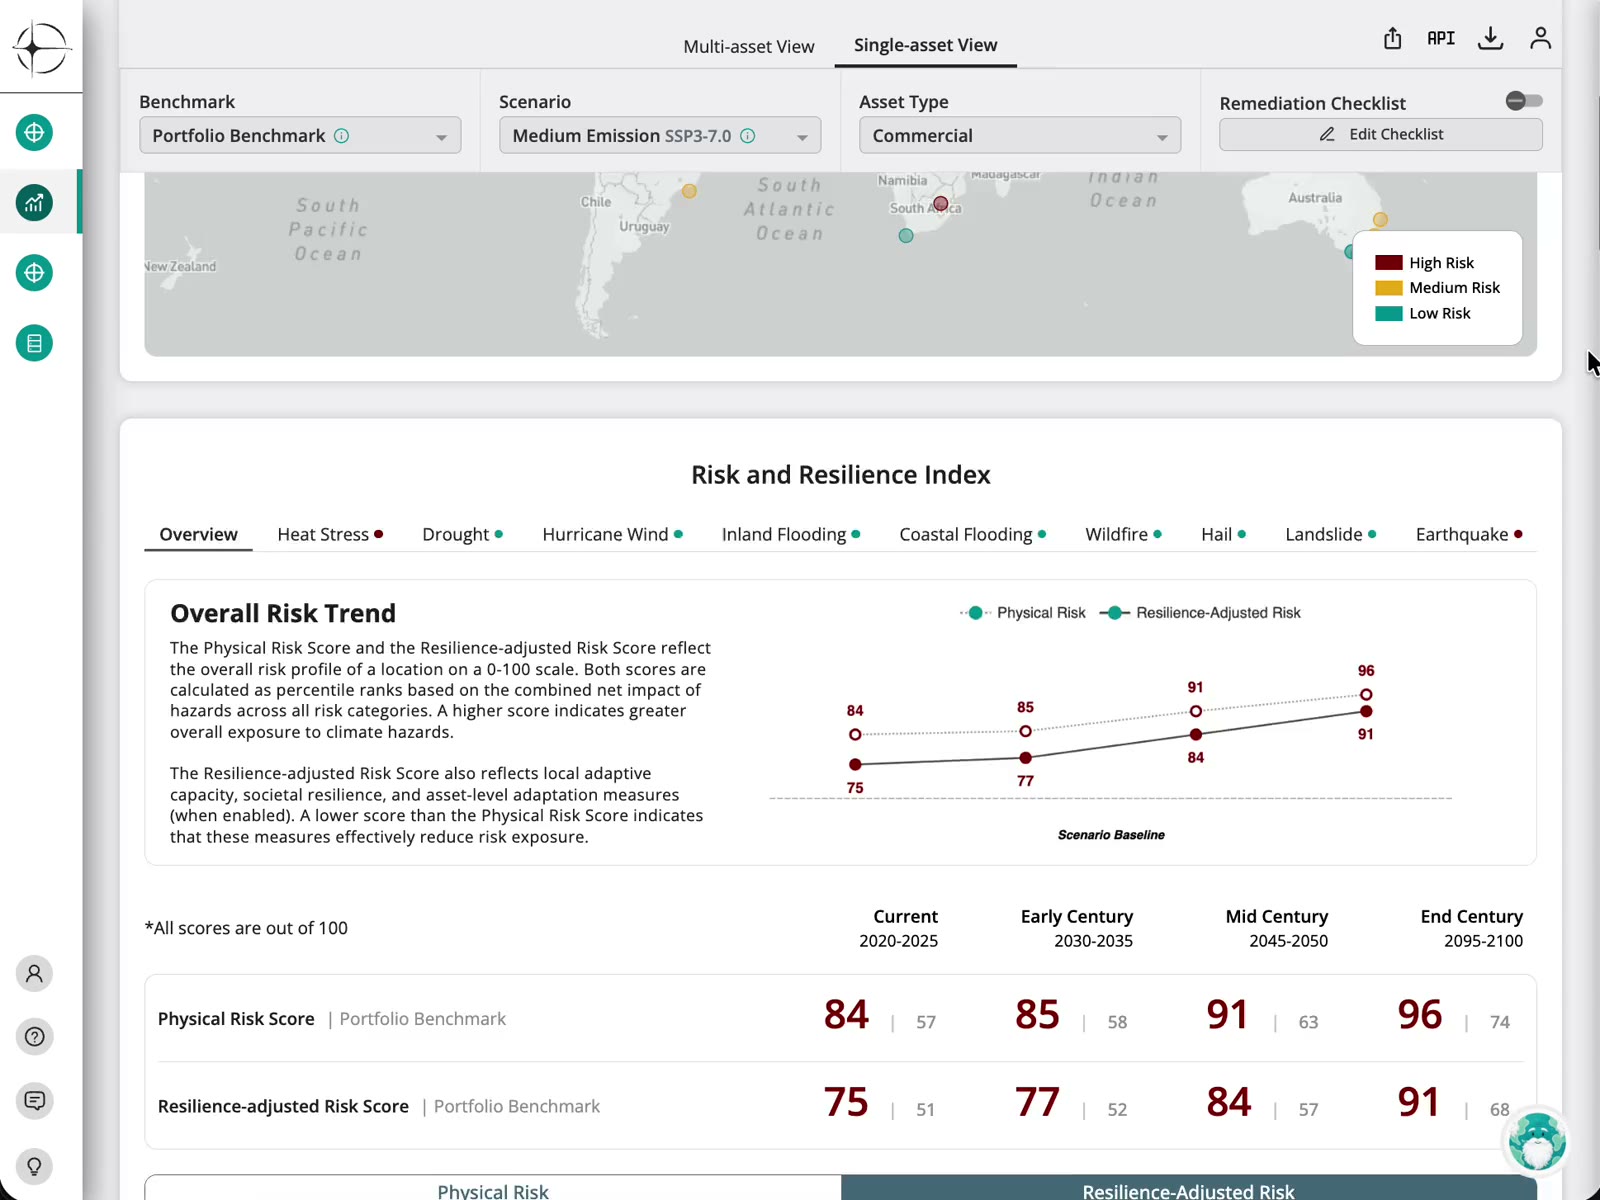 Multi-asset View
Single-asset View
API
Benchmark
Portfolio Benchmark
Scenario
Medium Emission SSP3-7.0
Asset Type
Commercial
Remediation Checklist
Edit Checklist
South
Pacific
Ocean
New Zealand
Chile
Uruguay
South
Atlantic
Ocean
Namibia
Madagascar
South Africa
Indian
Ocean
Australia
High Risk
Medium Risk
Low Risk
Risk and Resilience Index
Overview
Heat Stress
Drought
Hurricane Wind
Inland Flooding
Coastal Flooding
Wildfire
Hail
Landslide
Earthquake
Overall Risk Trend
The Physical Risk Score and the Resilience-adjusted Risk Score reflect
the overall risk profile of a location on a 0-100 scale. Both scores are
calculated as percentile ranks based on the combined net impact of
hazards across all risk categories. A higher score indicates greater
overall exposure to climate hazards.
The Resilience-adjusted Risk Score also reflects local adaptive
capacity, societal resilience, and asset-level adaptation measures
(when enabled). A lower score than the Physical Risk Score indicates
that these measures effectively reduce risk exposure.
Physical Risk
Resilience-Adjusted Risk
84
85
91
96
75
77
84
91
Scenario Baseline
*All scores are out of 100
Current
2020-2025
Early Century
2030-2035
Mid Century
2045-2050
End Century
2095-2100
Physical Risk Score | Portfolio Benchmark
84 | 57
85 | 58
91 | 63
96 | 74
Resilience-adjusted Risk Score | Portfolio Benchmark
75 | 51
77 | 52
84 | 57
91 | 68
Physical Risk
Resilience-Adjusted Risk